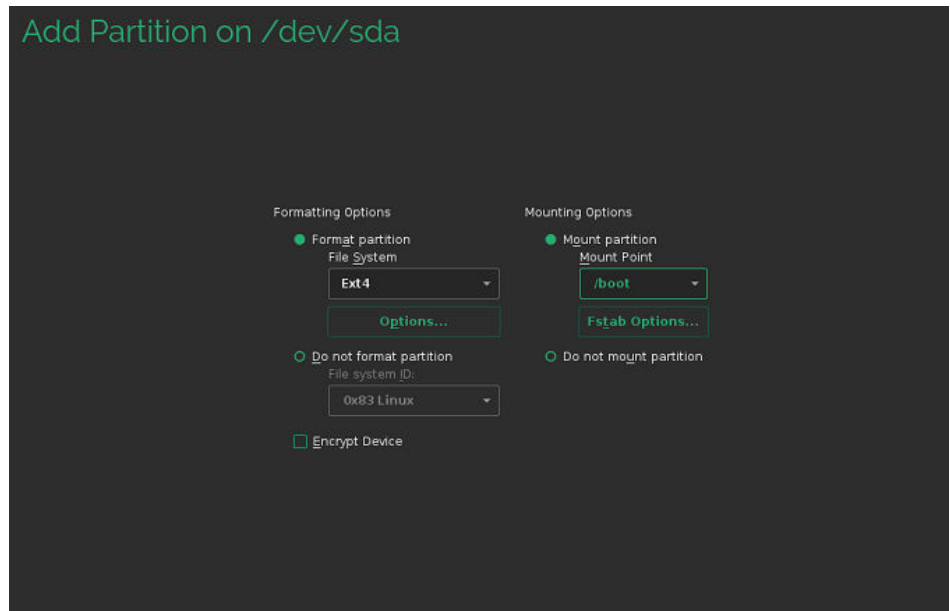 Add Partition on /dev/sda
Formatting Options
Format partition
File System
Ext4
Options...
Do not format partition
File system ID:
0x83 Linux
Encrypt Device
Mounting Options
Mount partition
Mount Point
/boot
Fstab Options...
Do not mount partition